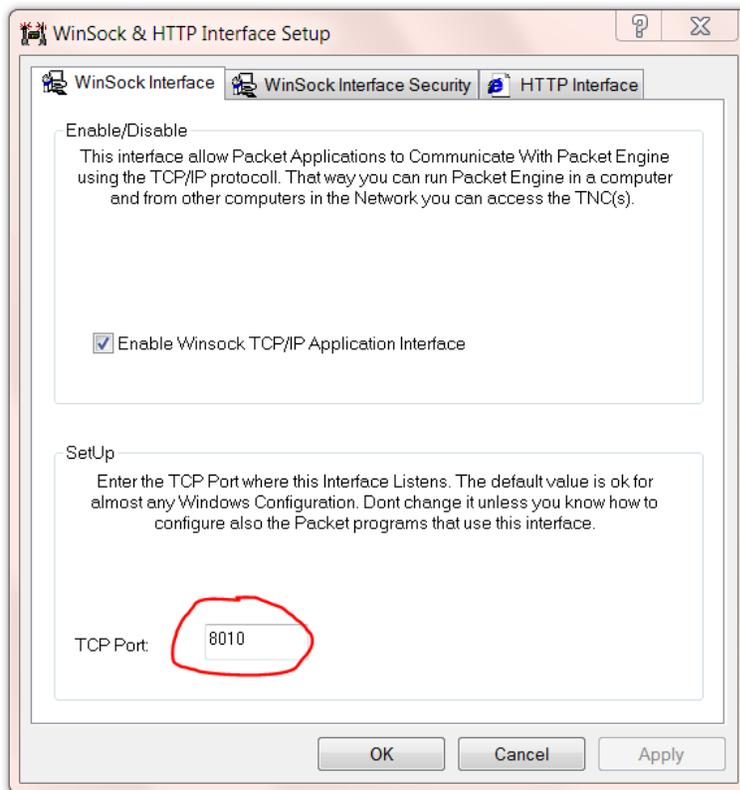 WinSock & HTTP Interface Setup
WinSock Interface
WinSock Interface Security
HTTP Interface
Enable/Disable
This interface allow Packet Applications to Communicate With Packet Engine
using the TCP/IP protocoll. That way you can run Packet Engine in a computer
and from other computers in the Network you can access the TNC(s).
Enable Winsock TCP/IP Application Interface
SetUp
Enter the TCP Port where this Interface Listens. The default value is ok for
almost any Windows Configuration. Dont change it unless you know how to
configure also the Packet programs that use this interface.
TCP Port: 8010
OK Cancel Apply